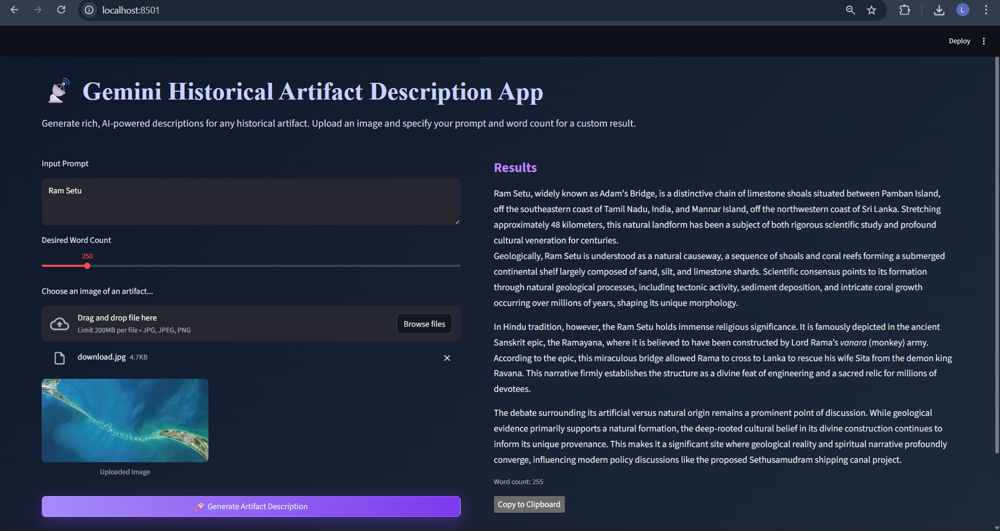 localhost:8501
L
Deploy
Gemini Historical Artifact Description App
Generate rich, AI-powered descriptions for any historical artifact. Upload an image and specify your prompt and word count for a custom result.
Input Prompt
Ram Setu
Desired Word Count
250
Choose an image of an artifact...
Drag and drop file here
Limit 200MB per file • JPG, JPEG, PNG
Browse files
download.jpg 4.7KB
Uploaded Image
🚀 Generate Artifact Description
Results
Ram Setu, widely known as Adam's Bridge, is a distinctive chain of limestone shoals situated between Pamban Island,
off the southeastern coast of Tamil Nadu, India, and Mannar Island, off the northwestern coast of Sri Lanka. Stretching
approximately 48 kilometers, this natural landform has been a subject of both rigorous scientific study and profound
cultural veneration for centuries.
Geologically, Ram Setu is understood as a natural causeway, a sequence of shoals and coral reefs forming a submerged
continental shelf largely composed of sand, silt, and limestone shards. Scientific consensus points to its formation
through natural geological processes, including tectonic activity, sediment deposition, and intricate coral growth
occurring over millions of years, shaping its unique morphology.
In Hindu tradition, however, the Ram Setu holds immense religious significance. It is famously depicted in the ancient
Sanskrit epic, the Ramayana, where it is believed to have been constructed by Lord Rama’s vanara (monkey) army.
According to the epic, this miraculous bridge allowed Rama to cross to Lanka to rescue his wife Sita from the demon king
Ravana. This narrative firmly establishes the structure as a divine feat of engineering and a sacred relic for millions of
devotees.
The debate surrounding its artificial versus natural origin remains a prominent point of discussion. While geological
evidence primarily supports a natural formation, the deep-rooted cultural belief in its divine construction continues to
inform its unique provenance. This makes it a significant site where geological reality and spiritual narrative profoundly
converge, influencing modern policy discussions like the proposed Sethusamudram shipping canal project.
Word count: 255
Copy to Clipboard